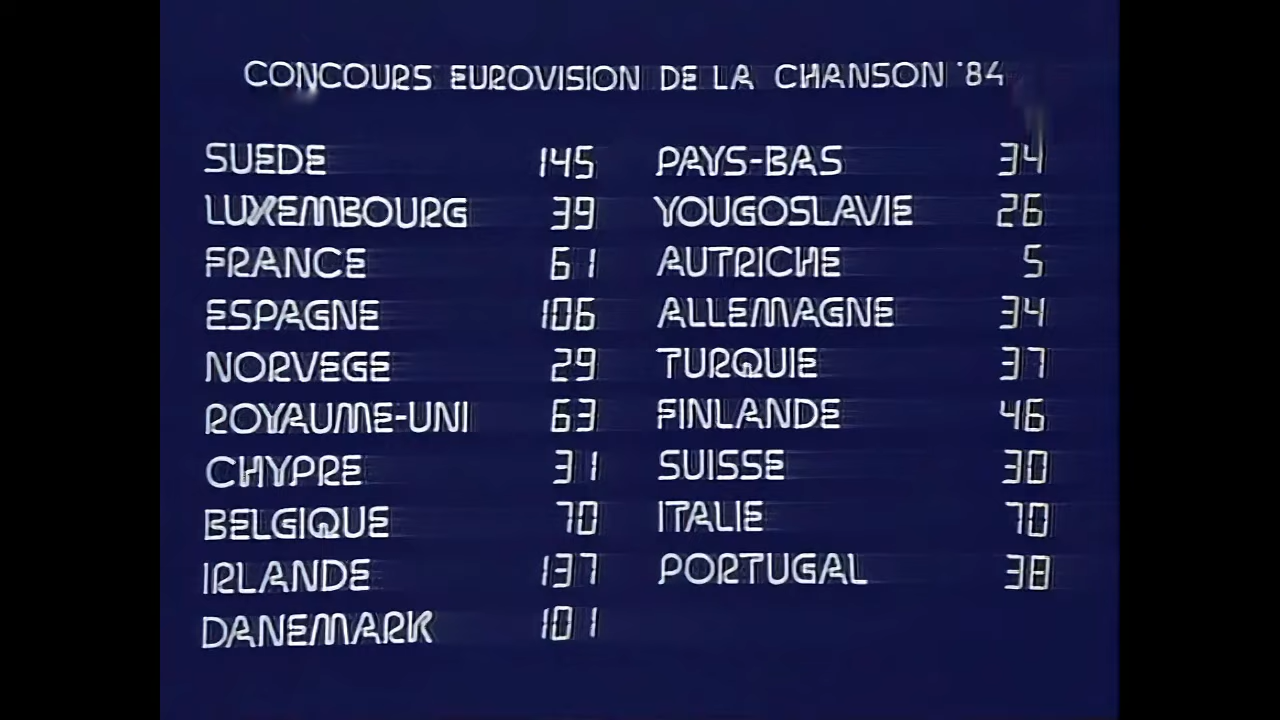 CONCOURS EUROVISION DE LA CHANSON '84
SUEDE 145 PAYS-BAS 34
LUXEMBOURG 39 YOUGOSLAVIE 26
FRANCE 61 AUTRICHE 5
ESPAGNE 106 ALLEMAGNE 34
NORVEGE 29 TURQUIE 37
ROYAUME-UNI 63 FINLANDE 46
CHYPRE 31 SUISSE 30
BELGIQUE 70 ITALIE 70
IRLANDE 137 PORTUGAL 38
DANEMARK 101